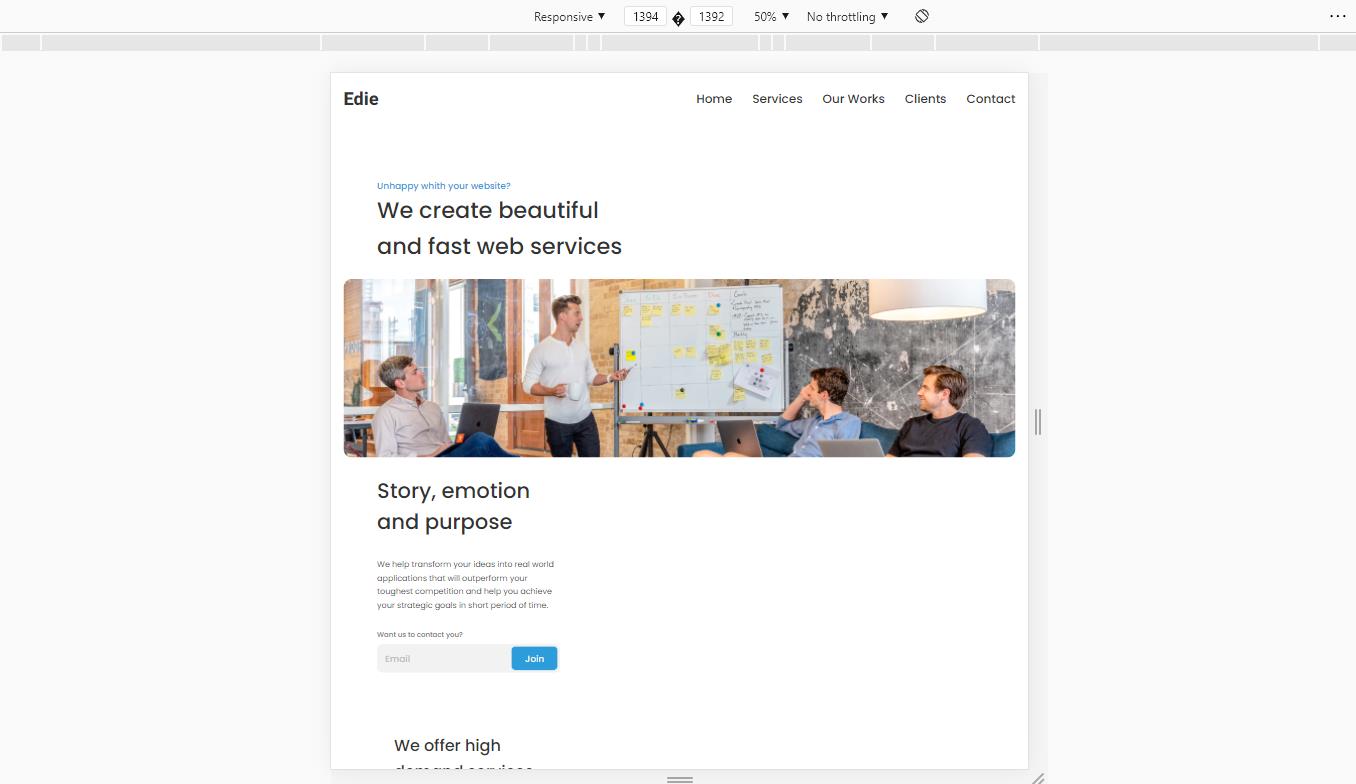 Responsive ▼ 1394 � 1392 50% ▼ No throttling ▼
Edie
Home Services Our Works Clients Contact
Unhappy whith your website?
We create beautiful
and fast web services
Story, emotion
and purpose
We help transform your ideas into real world
applications that will outperform your
toughest competition and help you achieve
your strategic goals in short period of time.
Want us to contact you?
Email Join
We offer high
demand services